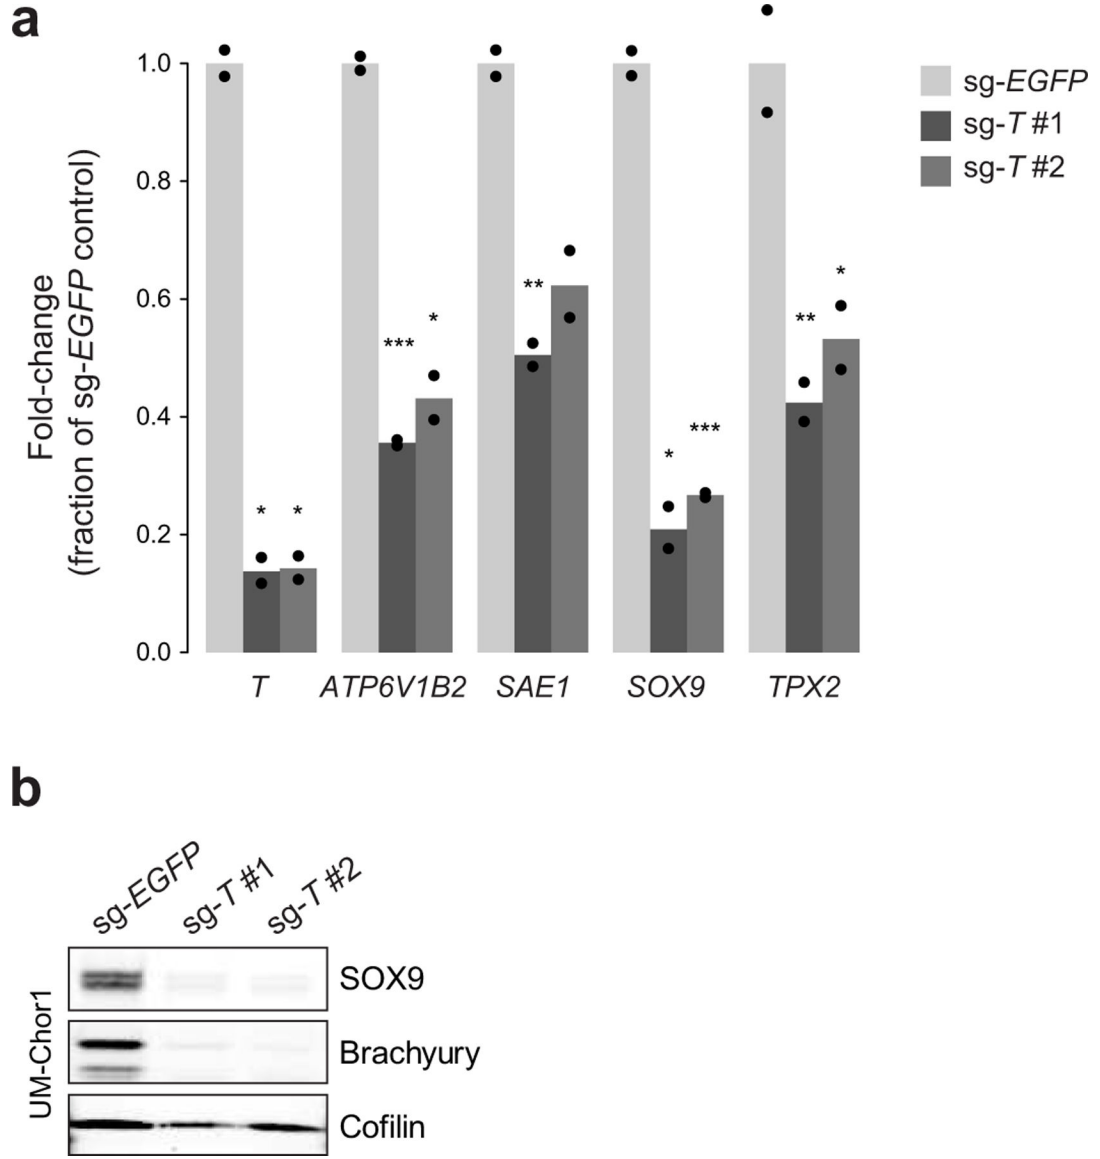 a
Fold-change
(fraction of sg-EGFP control)
1.0
0.8
0.6
0.4
0.2
0.0
* *
*** *
**
* ***
** *
T ATP6V1B2 SAE1 SOX9 TPX2
sg-EGFP
sg-T #1
sg-T #2
b
sg-EGFP sg-T #1 sg-T #2
UM-Chor1
SOX9
Brachyury
Cofilin